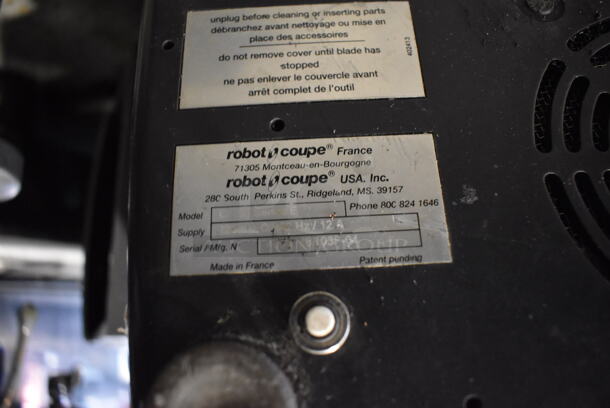 unplug before cleaning or inserting parts
débranchez avant nettoyage ou mise en
place des accessoires
do not remove cover until blade has
stopped
ne pas enlever le couvercle avant
arrêt complet de l'outil
402413
robot coupe® France
71305 Montceau-en-Bourgogne
robot coupe® USA. Inc.
280 South Perkins St., Ridgeland, MS. 39157
Phone 800 824 1646
Model
Supply 1 12 A
Serial / Mfg. N
Made in France Patent pending